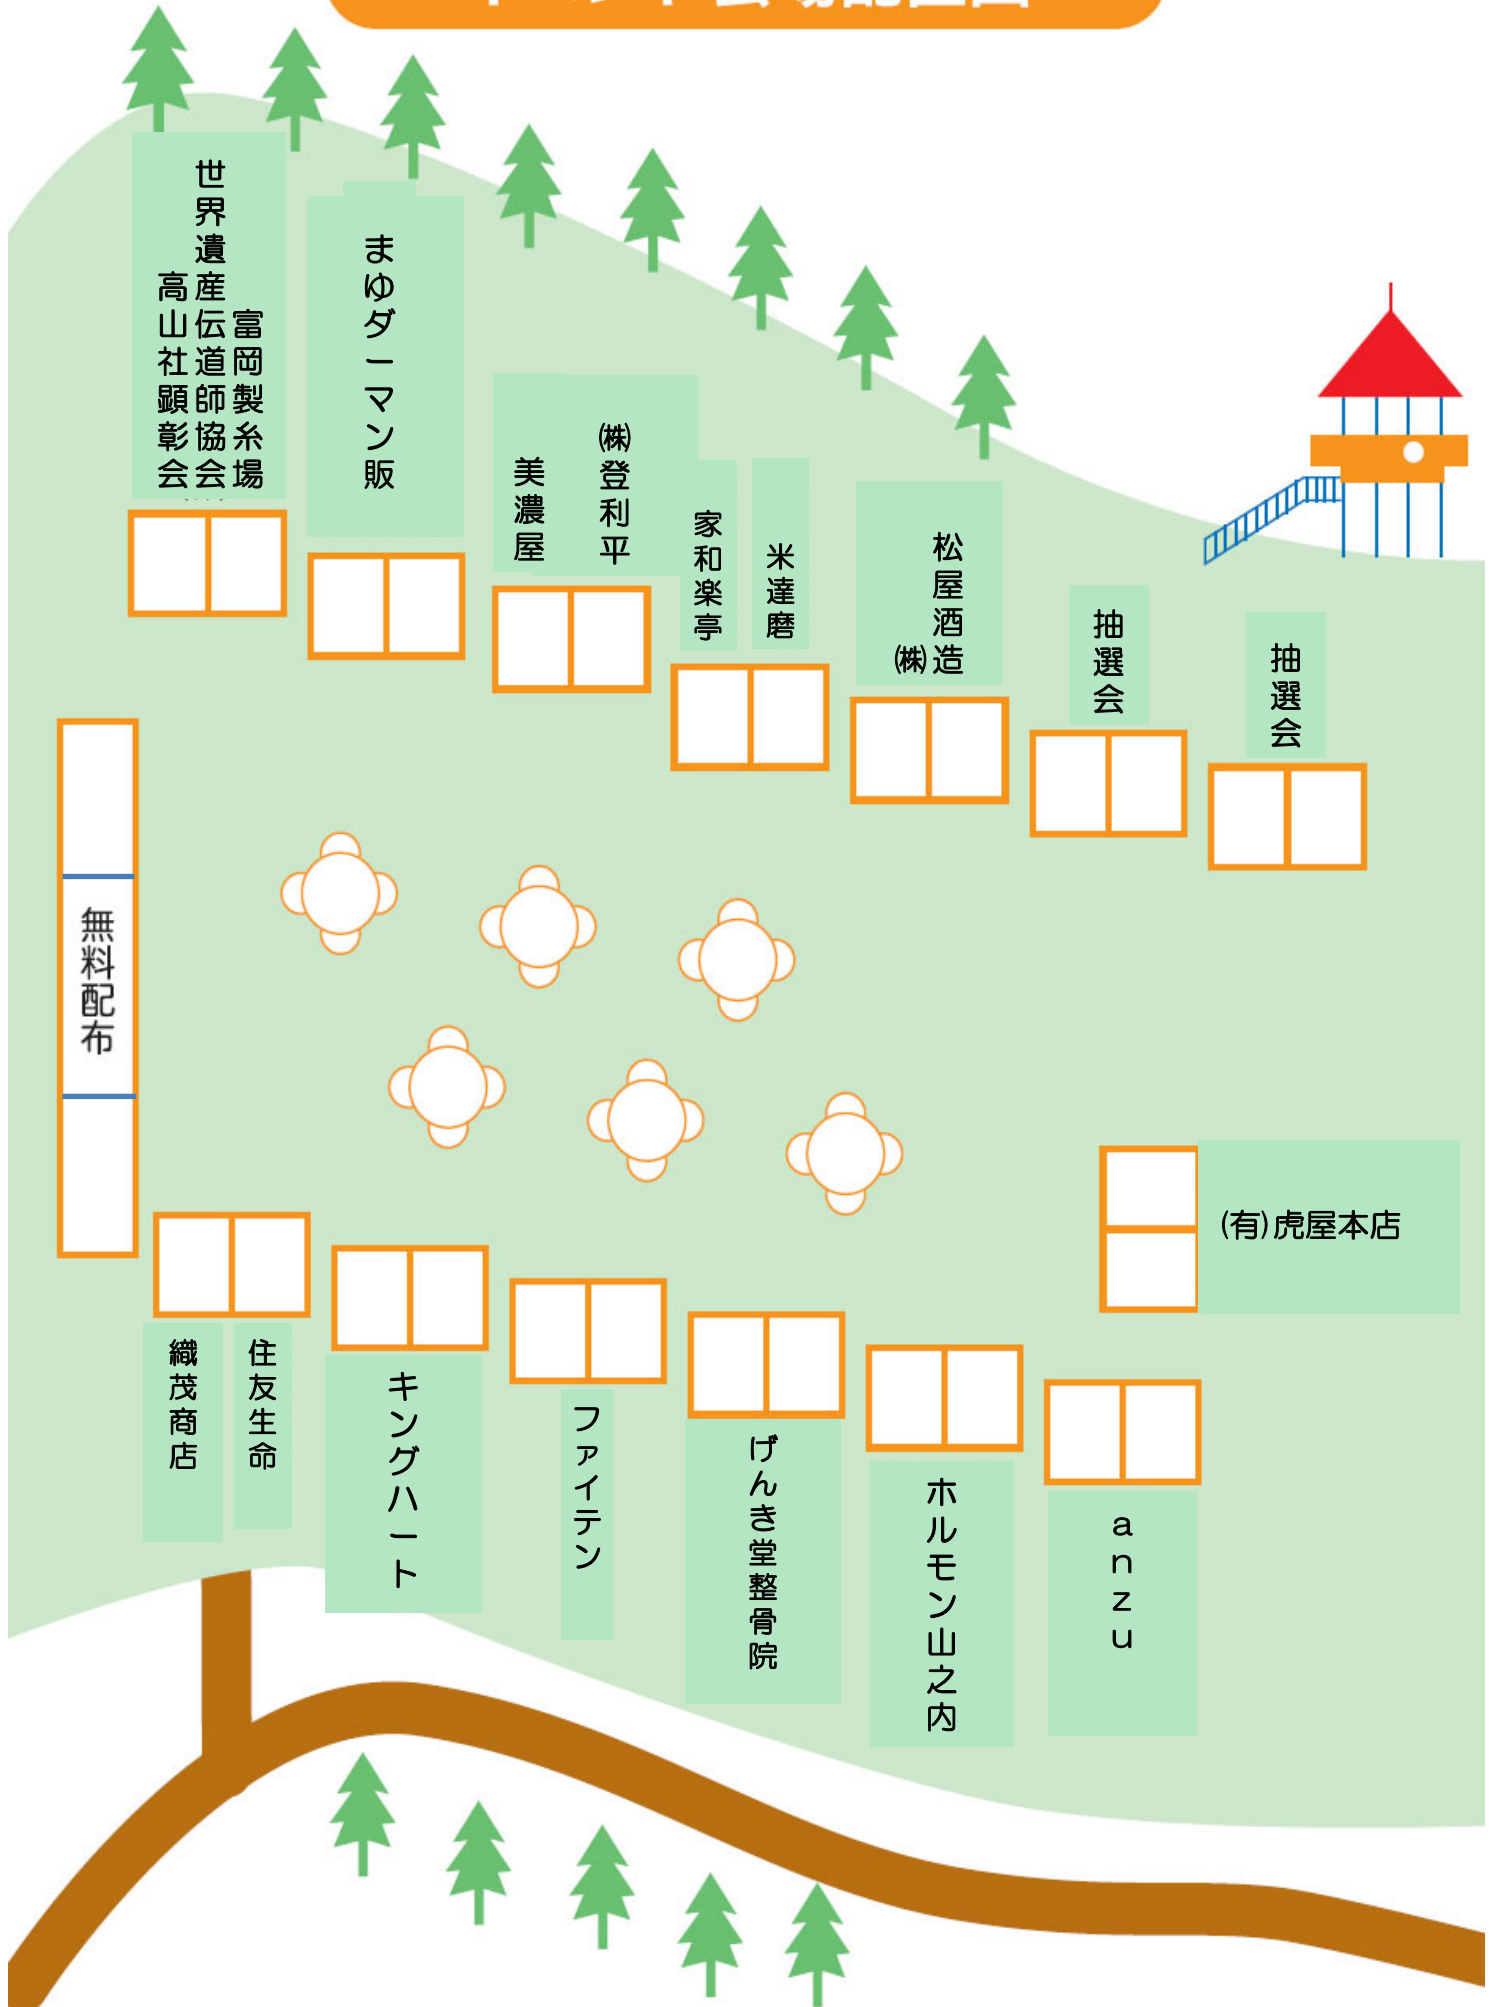 富岡製糸場
世界遺産伝道師協会
高山社顕彰会
まゆダーマン販
美濃屋
㈱登利平
家和楽亭
米達磨
松屋酒造
㈱
抽選会
抽選会
無料配布
(有)虎屋本店
織茂商店
住友生命
キングハート
ファイテン
げんき堂整骨院
ホルモン山之内
anzu